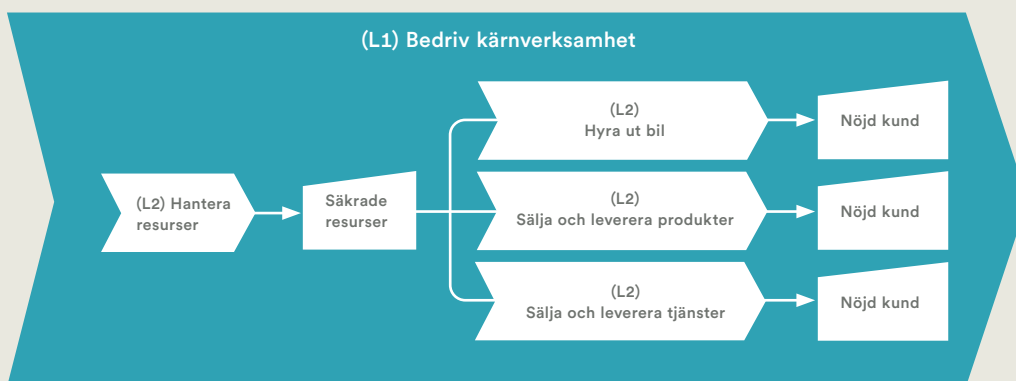 (L1) Bedriv kärnverksamhet
(L2) Hantera
resurser
Säkrade
resurser
(L2)
Hyra ut bil
Nöjd kund
(L2)
Sälja och leverera produkter
Nöjd kund
(L2)
Sälja och leverera tjänster
Nöjd kund